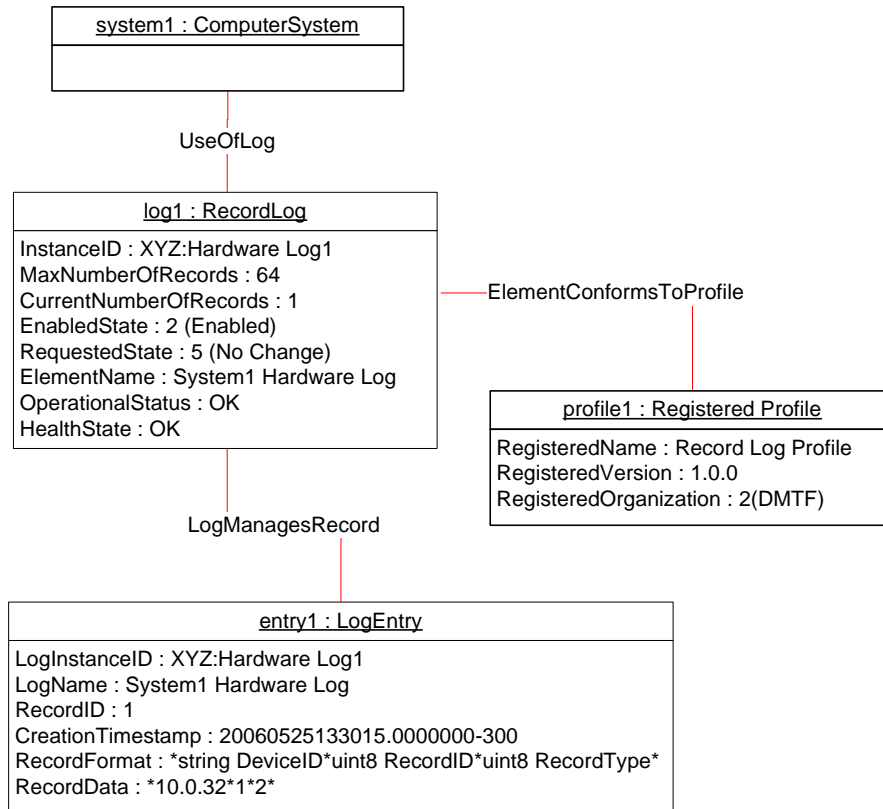 system1 : ComputerSystem
UseOfLog
log1 : RecordLog
InstanceID : XYZ:Hardware Log1
MaxNumberOfRecords : 64
CurrentNumberOfRecords : 1
EnabledState : 2 (Enabled)
RequestedState : 5 (No Change)
ElementName : System1 Hardware Log
OperationalStatus : OK
HealthState : OK
ElementConformsToProfile
profile1 : Registered Profile
RegisteredName : Record Log Profile
RegisteredVersion : 1.0.0
RegisteredOrganization : 2(DMTF)
LogManagesRecord
entry1 : LogEntry
LogInstanceID : XYZ:Hardware Log1
LogName : System1 Hardware Log
RecordID : 1
CreationTimestamp : 20060525133015.0000000-300
RecordFormat : *string DeviceID*uint8 RecordID*uint8 RecordType*
RecordData : *10.0.32*1*2*